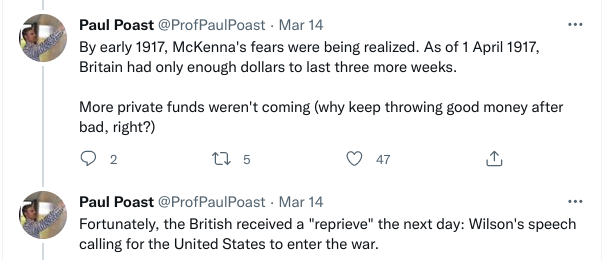 Paul Poast @ProfPaulPoast · Mar 14
By early 1917, McKenna's fears were being realized. As of 1 April 1917,
Britain had only enough dollars to last three more weeks.
More private funds weren't coming (why keep throwing good money after
bad, right?)
2 5 47
Paul Poast @ProfPaulPoast · Mar 14
Fortunately, the British received a "reprieve" the next day: Wilson's speech
calling for the United States to enter the war.